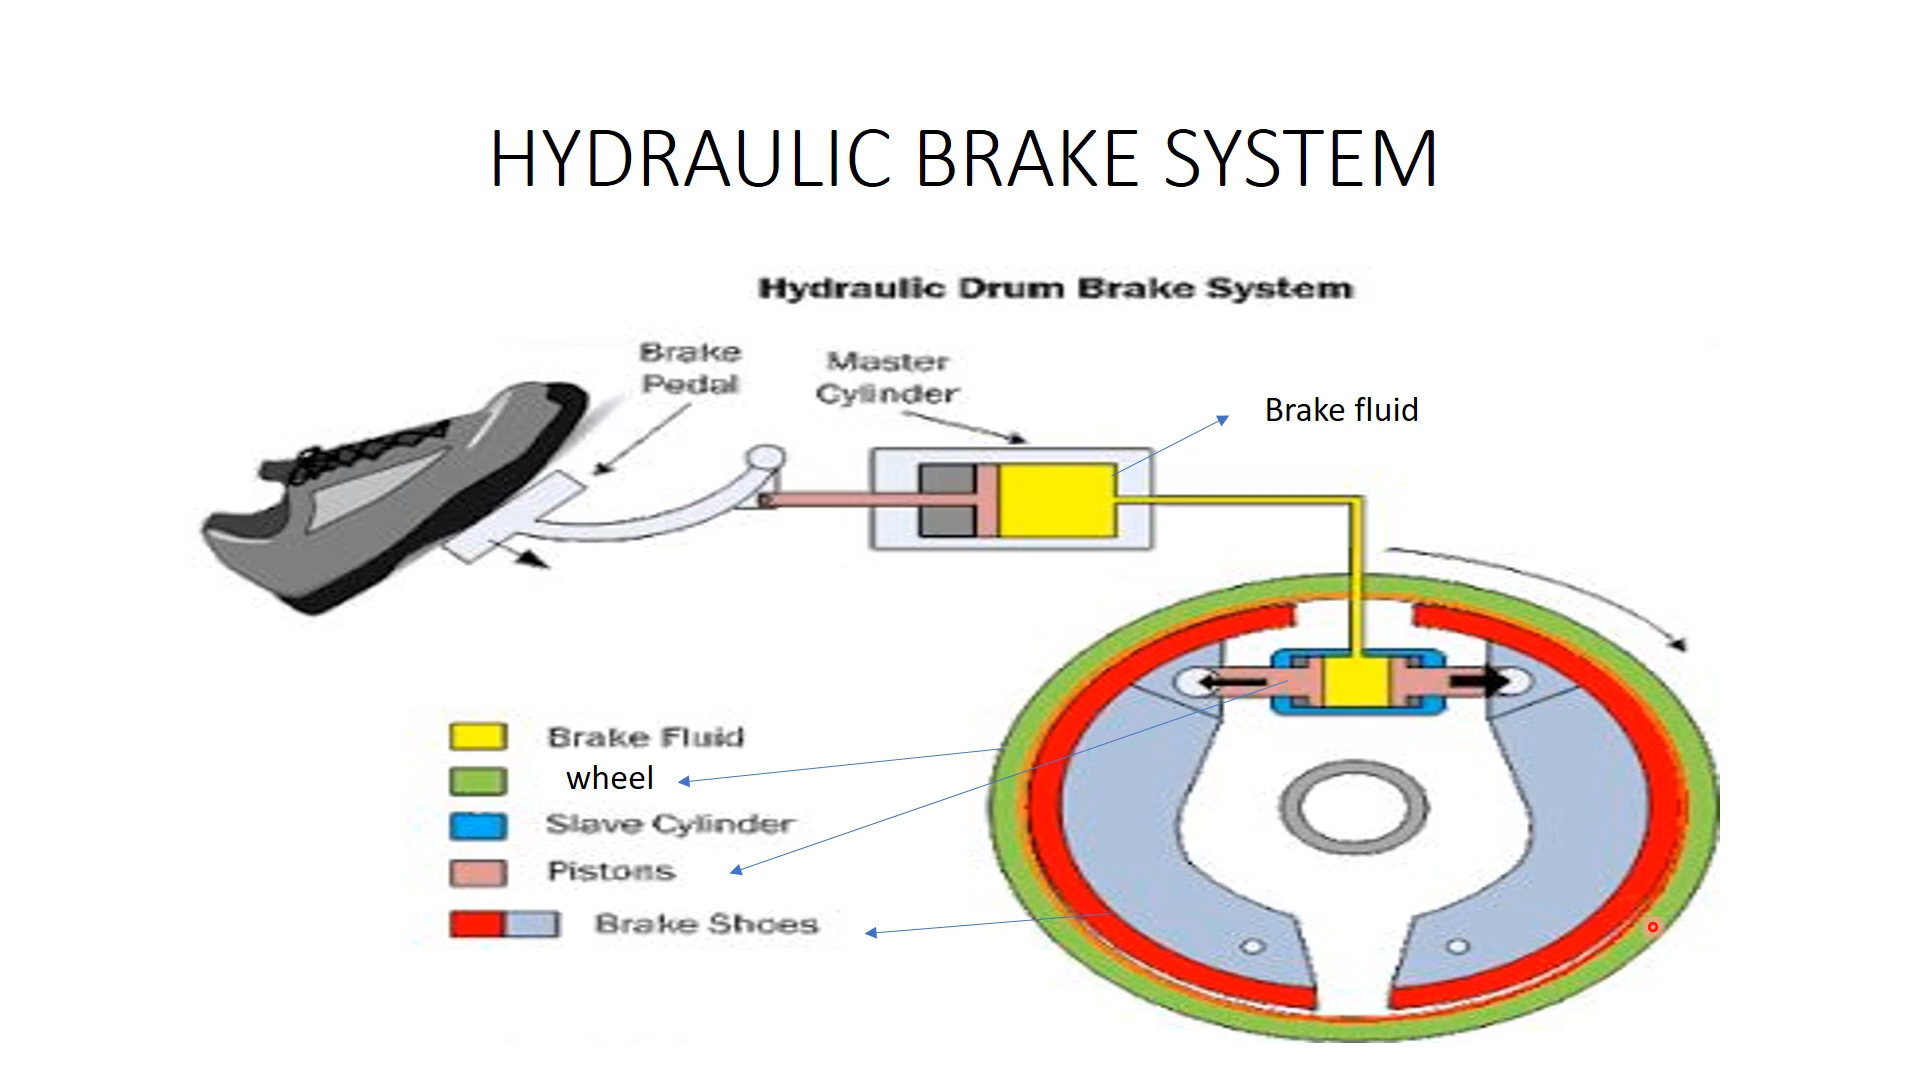 HYDRAULIC BRAKE SYSTEM
Hydraulic Drum Brake System
Brake
Pedal
Master
Cylinder
Brake fluid
Brake Fluid
wheel
Slave Cylinder
Pistons
Brake Shoes